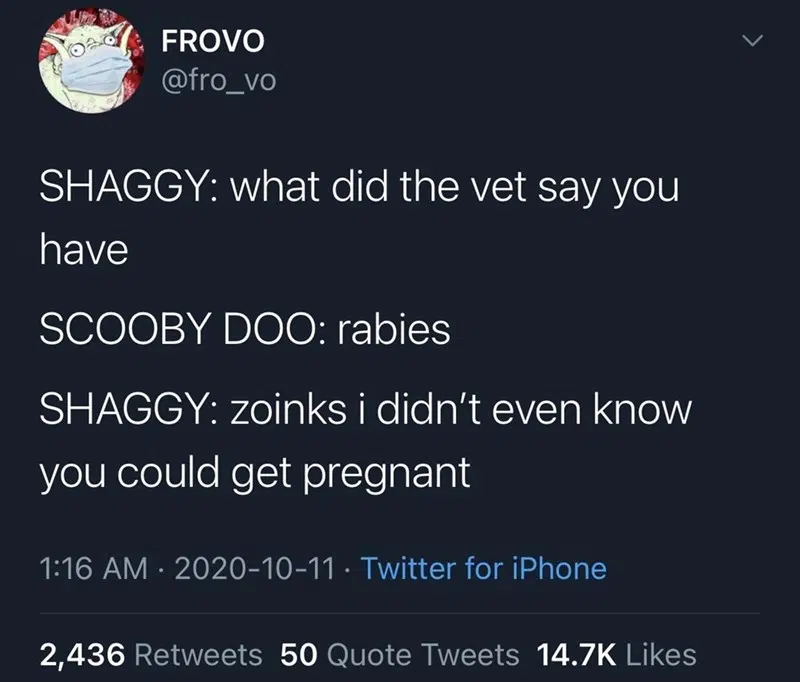 FROVO
@fro_vo
SHAGGY: what did the vet say you
have
SCOOBY DOO: rabies
SHAGGY: zoinks i didn't even know
you could get pregnant
1:16 AM · 2020-10-11 · Twitter for iPhone
2,436 Retweets 50 Quote Tweets 14.7K Likes